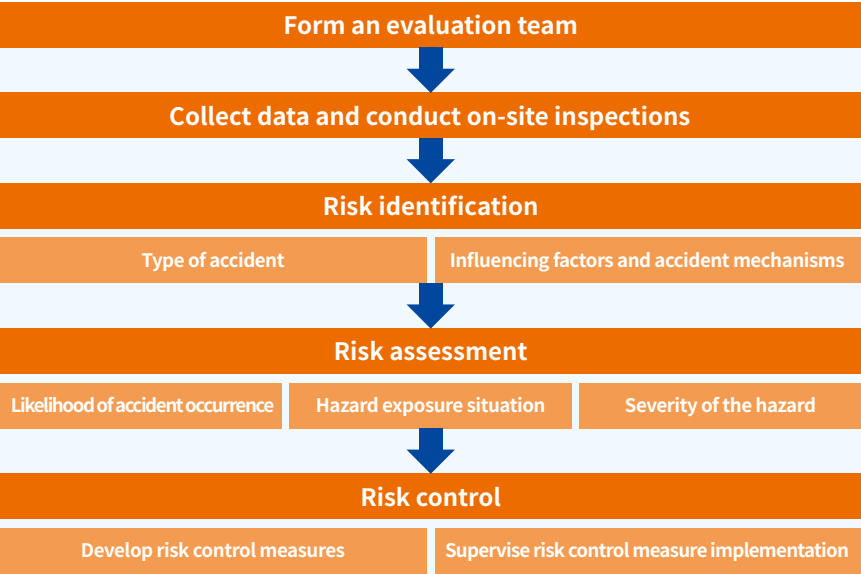 Form an evaluation team
Collect data and conduct on-site inspections
Risk identification
Type of accident
Influencing factors and accident mechanisms
Risk assessment
Likelihood of accident occurrence
Hazard exposure situation
Severity of the hazard
Risk control
Develop risk control measures
Supervise risk control measure implementation